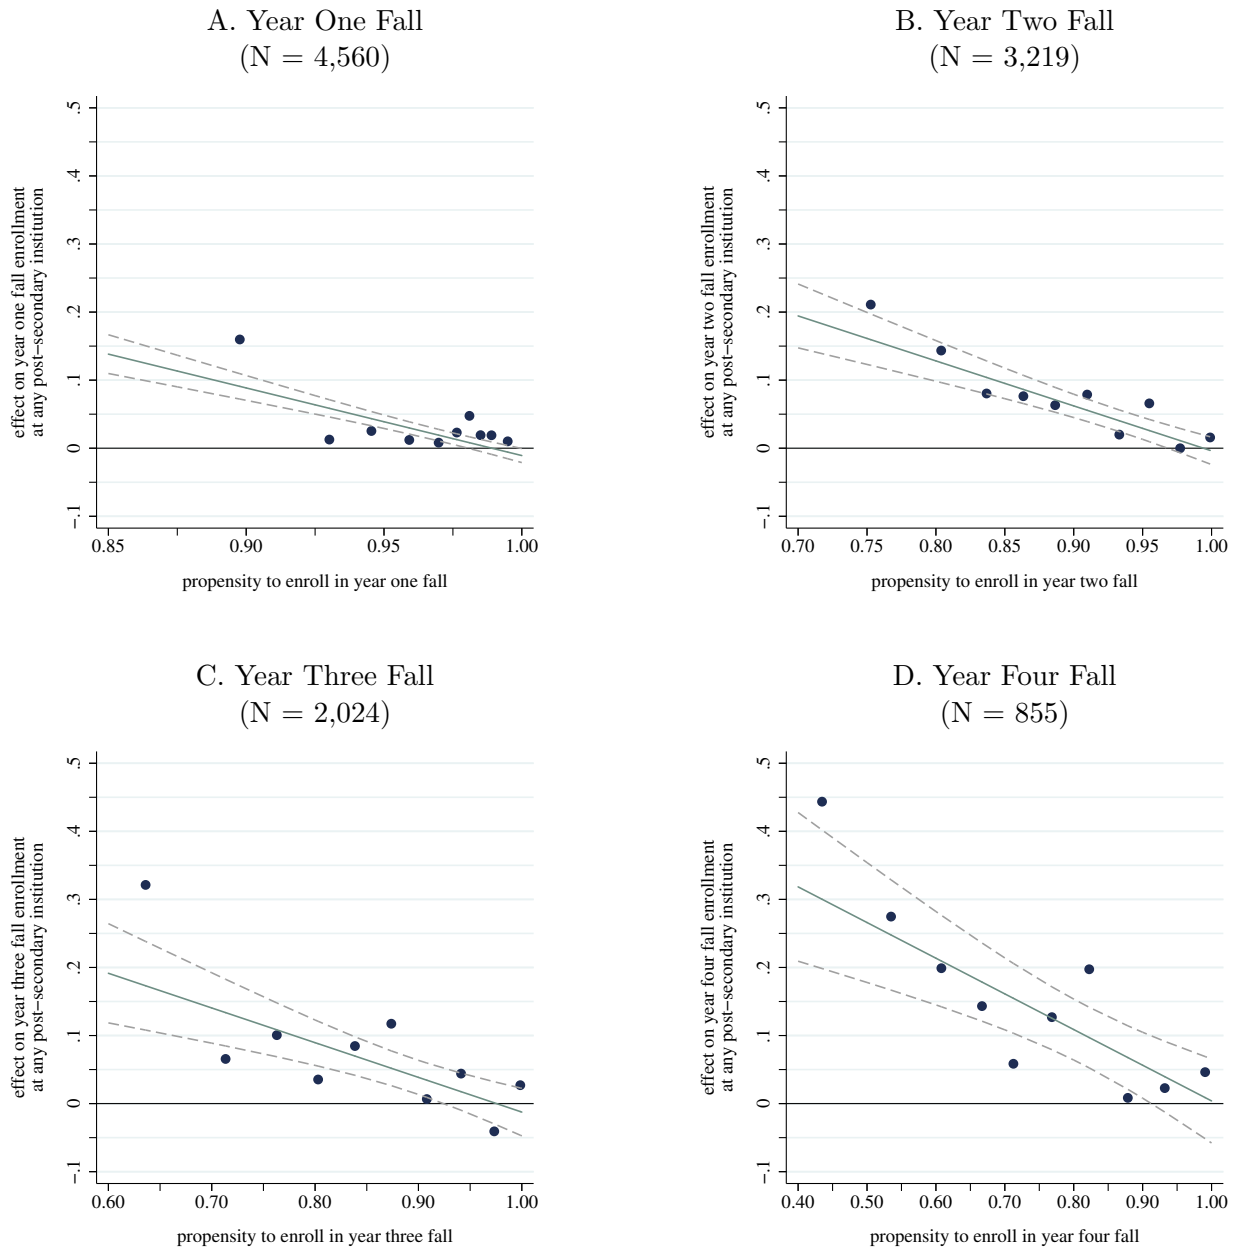 A. Year One Fall
(N = 4,560)
effect on year one fall enrollment
at any post−secondary institution
.5
.4
.3
.2
.1
0
−.1
0.85 0.90 0.95 1.00
propensity to enroll in year one fall
B. Year Two Fall
(N = 3,219)
effect on year two fall enrollment
at any post−secondary institution
.5
.4
.3
.2
.1
0
−.1
0.70 0.75 0.80 0.85 0.90 0.95 1.00
propensity to enroll in year two fall
C. Year Three Fall
(N = 2,024)
effect on year three fall enrollment
at any post−secondary institution
.5
.4
.3
.2
.1
0
−.1
0.60 0.70 0.80 0.90 1.00
propensity to enroll in year three fall
D. Year Four Fall
(N = 855)
effect on year four fall enrollment
at any post−secondary institution
.5
.4
.3
.2
.1
0
−.1
0.40 0.50 0.60 0.70 0.80 0.90 1.00
propensity to enroll in year four fall